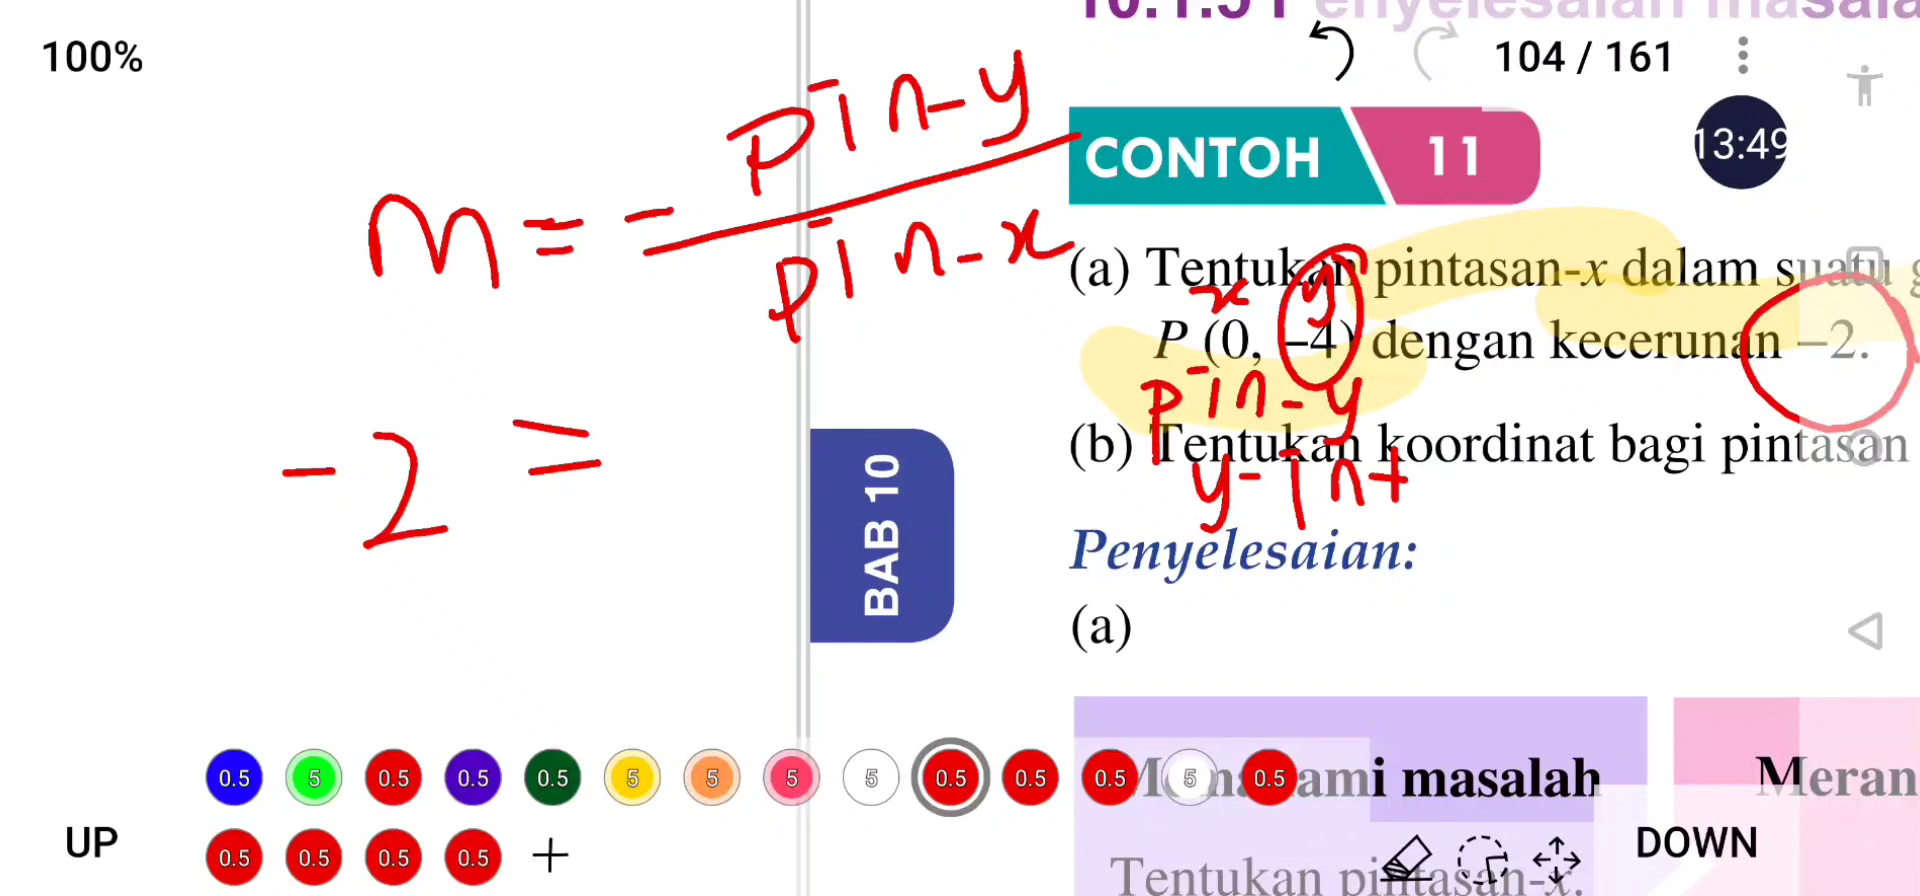 100%
104 / 161
CONTOH 11
13:49
m = - pin-y
pin-x
(a) Tentukan pintasan-x dalam suatu
x y
P (0, –4) dengan kecerunan –2.
pin-y
(b) Tentukan koordinat bagi pintasan
y-in+
-2 =
BAB 10
Penyelesaian:
(a)
0.5 5 0.5 0.5 0.5 5 5 5 5 0.5 0.5 0.5 5 0.5
masalah
UP
0.5 0.5 0.5 0.5 +
DOWN
Tentukan pintasan-x.